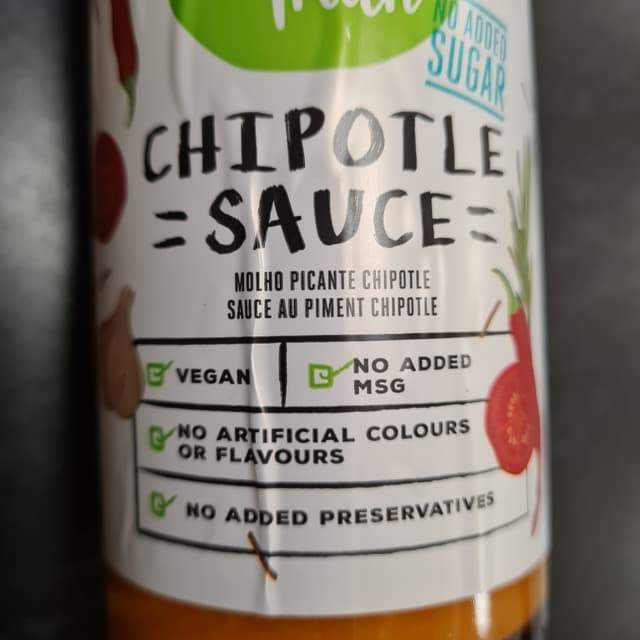 NO ADDED
SUGAR
CHIPOTLE
=SAUCE=
MOLHO PICANTE CHIPOTLE
SAUCE AU PIMENT CHIPOTLE
VEGAN
NO ADDED
MSG
NO ARTIFICIAL COLOURS
OR FLAVOURS
NO ADDED PRESERVATIVES